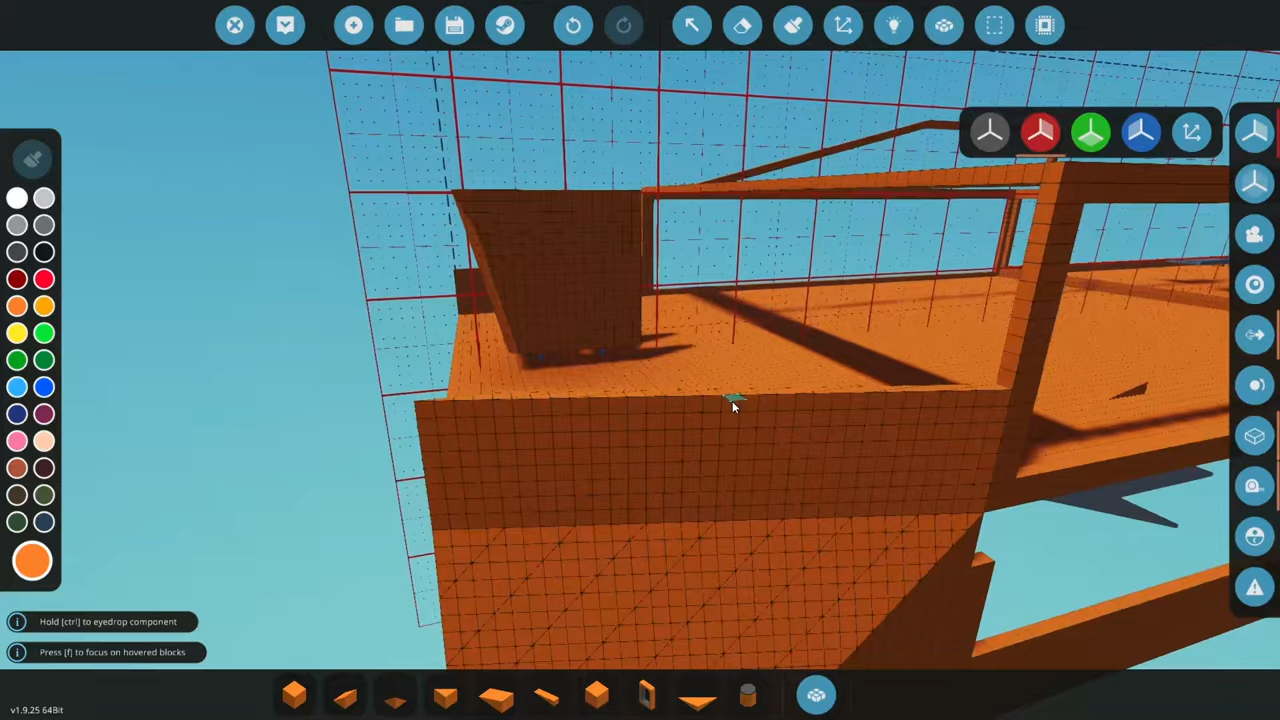 Hold [ctrl] to eyedrop component
Press [f] to focus on hovered blocks
v1.9.25 64Bit